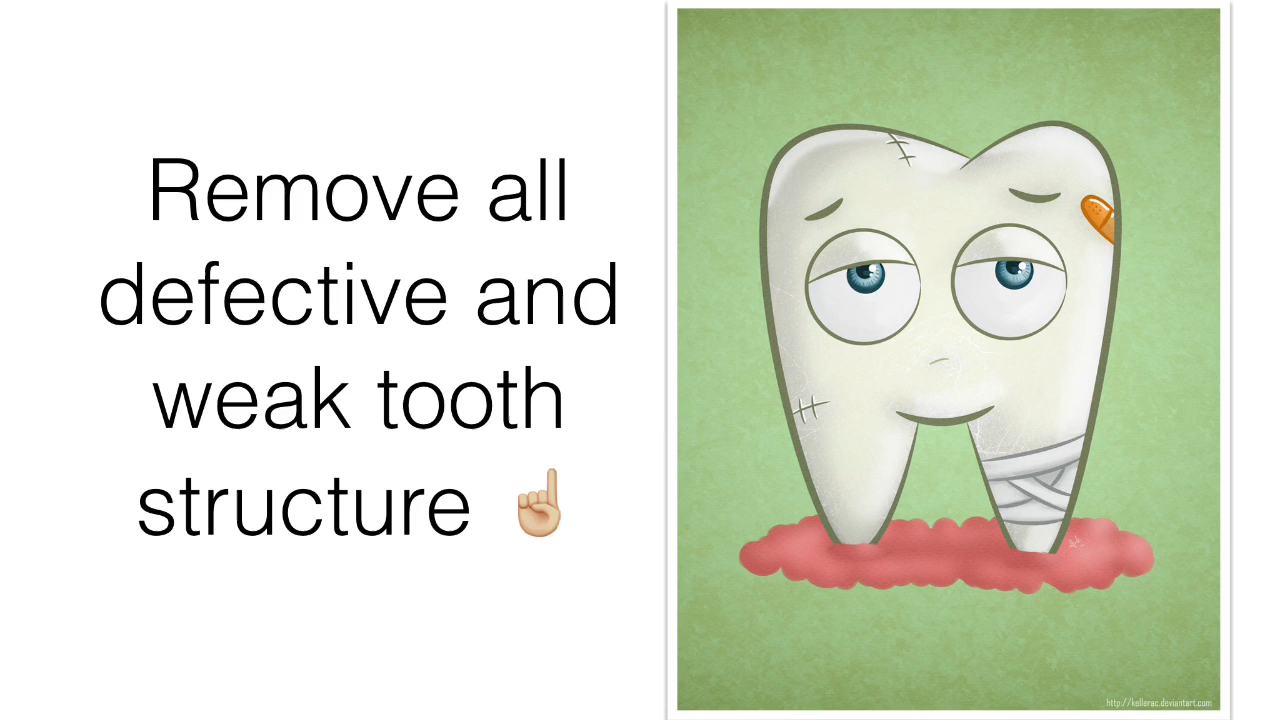 Remove all
defective and
weak tooth
structure ☝🏼
http://kellerac.deviantart.com